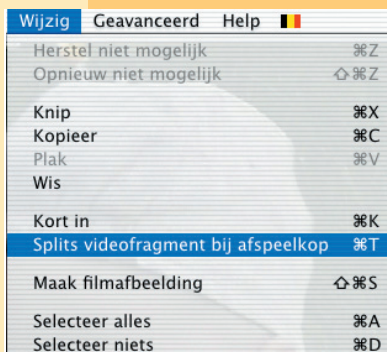 Wijzig Geavanceerd Help
Herstel niet mogelijk ⌘Z
Opnieuw niet mogelijk ⇧⌘Z
Knip ⌘X
Kopieer ⌘C
Plak ⌘V
Wis
Kort in ⌘K
Splits videofragment bij afspeelkop ⌘T
Maak filmafbeelding ⇧⌘S
Selecteer alles ⌘A
Selecteer niets ⌘D